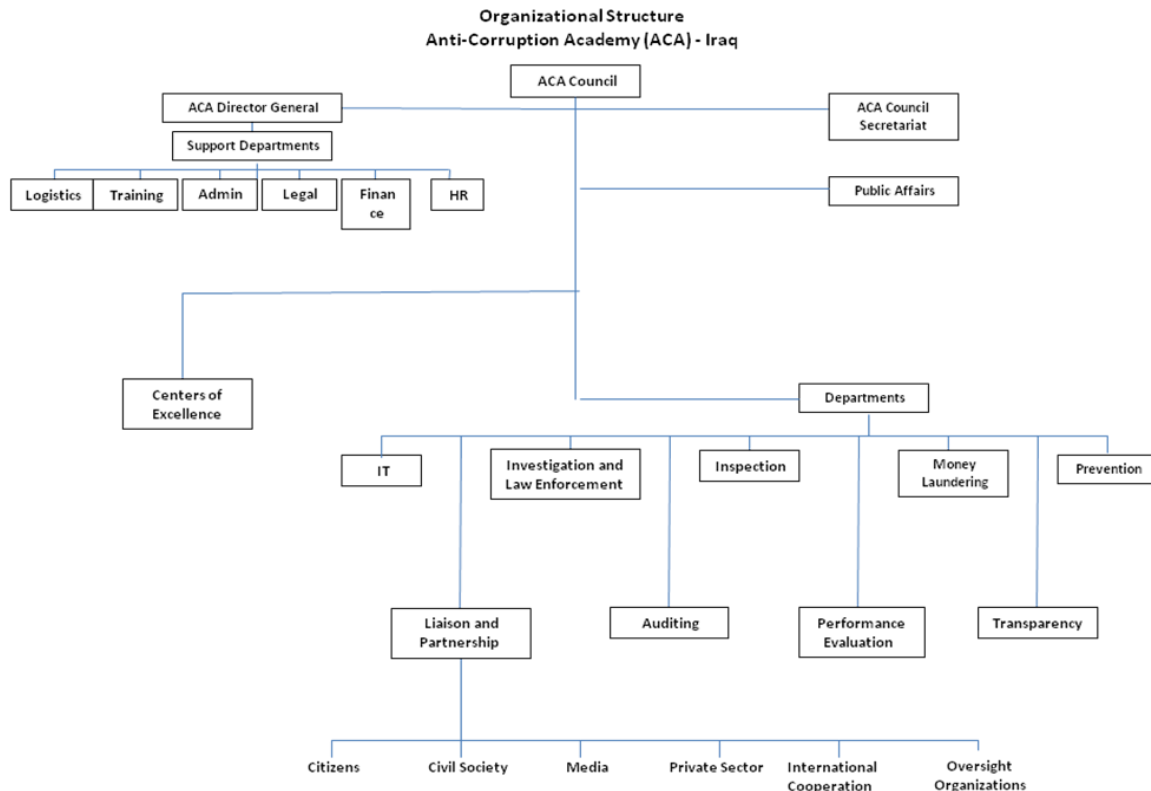 Organizational Structure
Anti-Corruption Academy (ACA) - Iraq
ACA Council
ACA Director General
ACA Council
Secretariat
Support Departments
Logistics
Training
Admin
Legal
Finan
ce
HR
Public Affairs
Centers of
Excellence
Departments
IT
Investigation and
Law Enforcement
Inspection
Money
Laundering
Prevention
Liaison and
Partnership
Auditing
Performance
Evaluation
Transparency
Citizens
Civil Society
Media
Private Sector
International
Cooperation
Oversight
Organizations